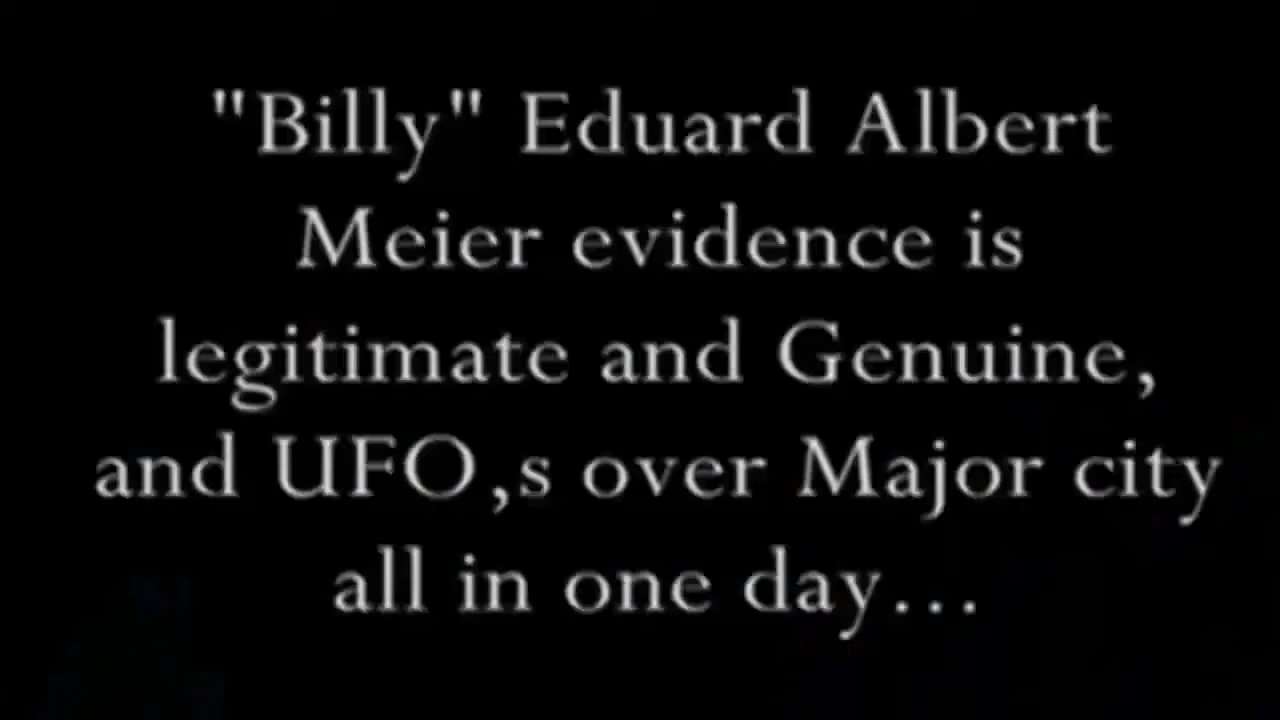 "Billy" Eduard Albert
Meier evidence is
legitimate and Genuine,
and UFO,s over Major city
all in one day...